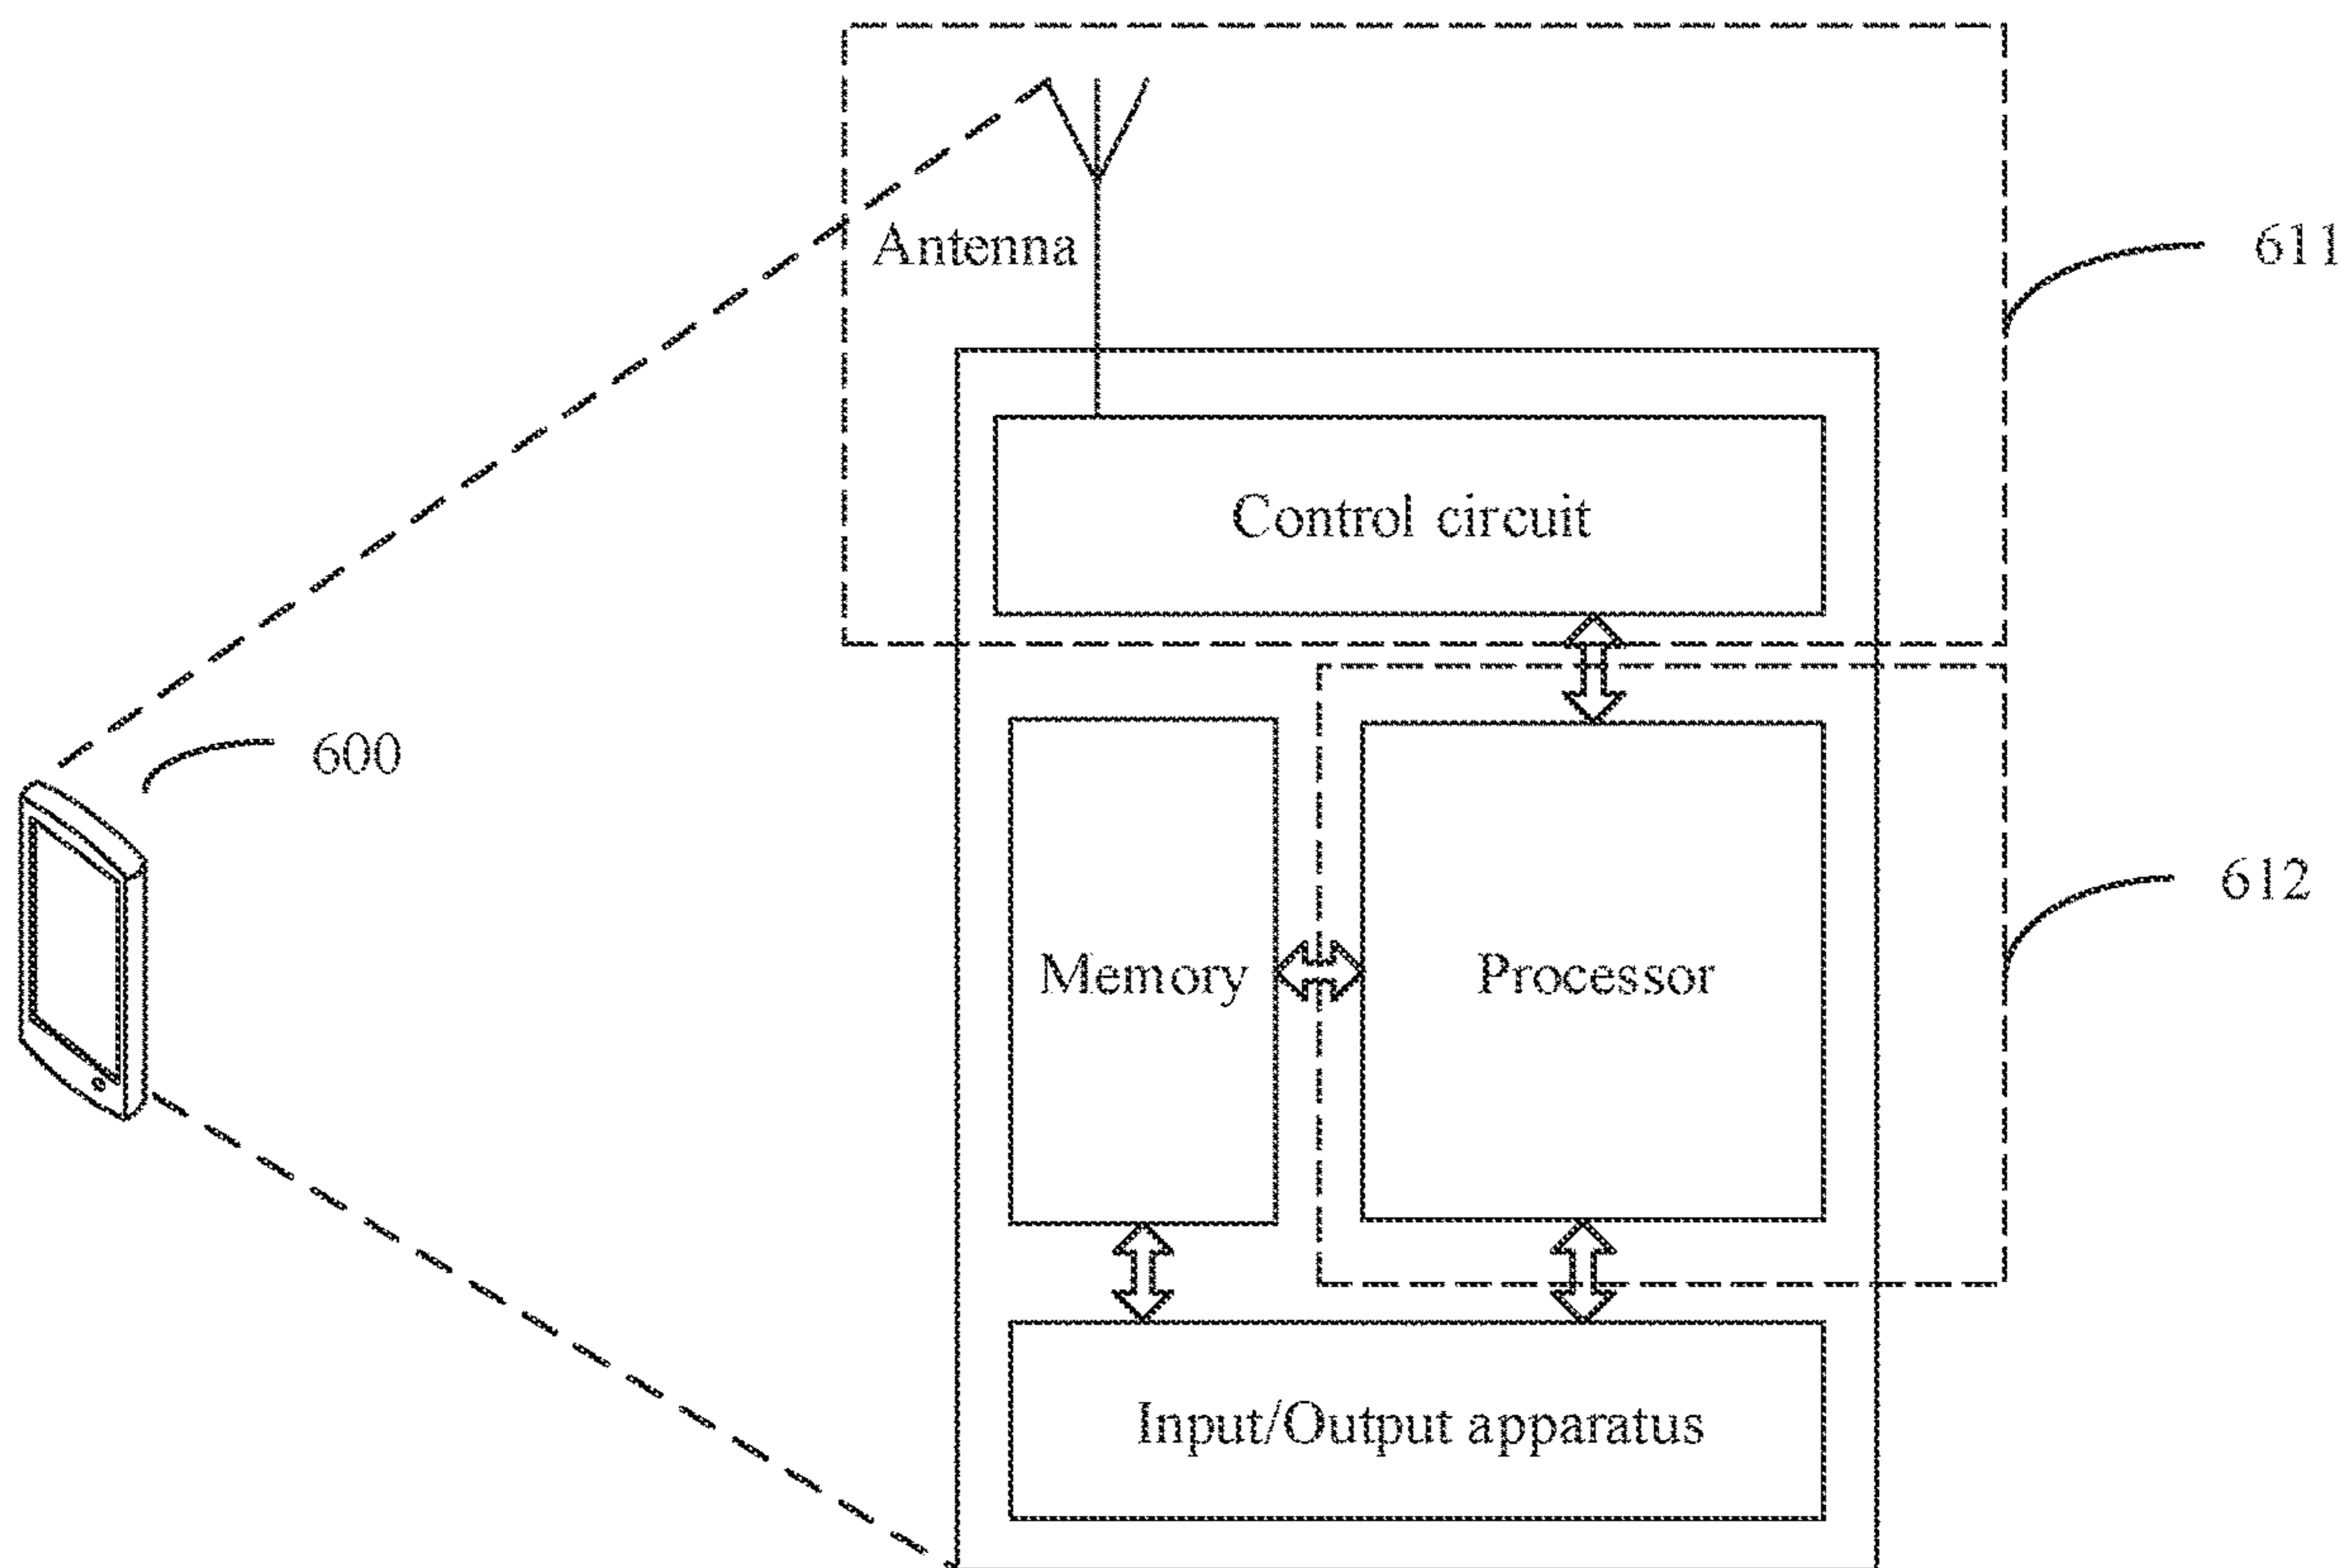 Antenna
611
Control circuit
600
612
Memory
Processor
Input/Output apparatus